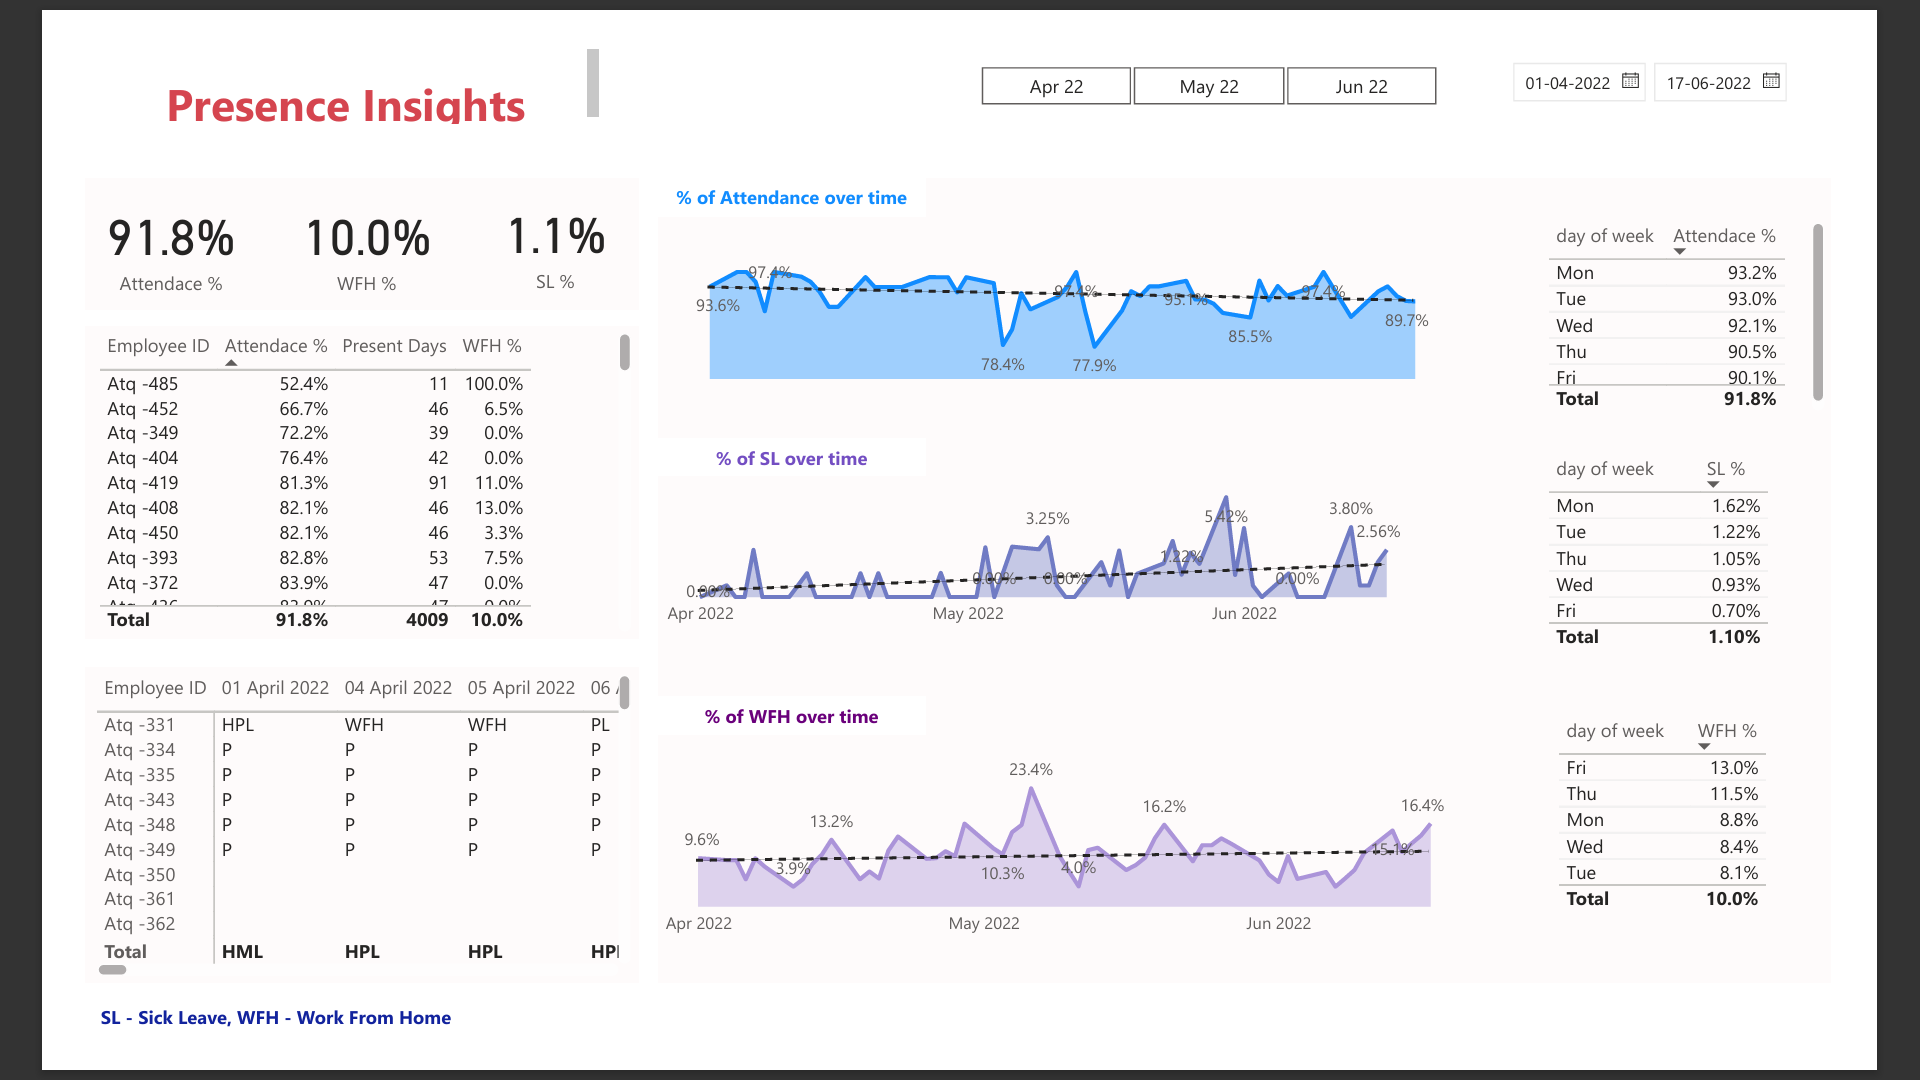 Presence Insights
Apr 22
May 22
Jun 22
01-04-2022
17-06-2022
91.8%
Attendace %
10.0%
WFH %
1.1%
SL %
Employee ID Attendace % Present Days WFH %
Atq -485 52.4% 11 100.0%
Atq -452 66.7% 46 6.5%
Atq -349 72.2% 39 0.0%
Atq -404 76.4% 42 0.0%
Atq -419 81.3% 91 11.0%
Atq -408 82.1% 46 13.0%
Atq -450 82.1% 46 3.3%
Atq -393 82.8% 53 7.5%
Atq -372 83.9% 47 0.0%
Total 91.8% 4009 10.0%
Employee ID 01 April 2022 04 April 2022 05 April 2022 06
Atq -331 HPL WFH WFH PL
Atq -334 P P P P
Atq -335 P P P P
Atq -343 P P P P
Atq -348 P P P P
Atq -349 P P P P
Atq -350
Atq -361
Atq -362
Total HML HPL HPL
% of Attendance over time
93.6%
97.4%
78.4%
97.4%
77.9%
95.1%
85.5%
97.4%
89.7%
day of week Attendace %
Mon 93.2%
Tue 93.0%
Wed 92.1%
Thu 90.5%
Fri 90.1%
Total 91.8%
% of SL over time
0.00%
0.00%
3.25%
0.00%
1.22%
5.42%
0.00%
3.80%
2.56%
Apr 2022 May 2022 Jun 2022
day of week SL %
Mon 1.62%
Tue 1.22%
Thu 1.05%
Wed 0.93%
Fri 0.70%
Total 1.10%
% of WFH over time
9.6%
3.9%
13.2%
10.3%
23.4%
4.0%
16.2%
15.1%
16.4%
Apr 2022 May 2022 Jun 2022
day of week WFH %
Fri 13.0%
Thu 11.5%
Mon 8.8%
Wed 8.4%
Tue 8.1%
Total 10.0%
SL - Sick Leave, WFH - Work From Home